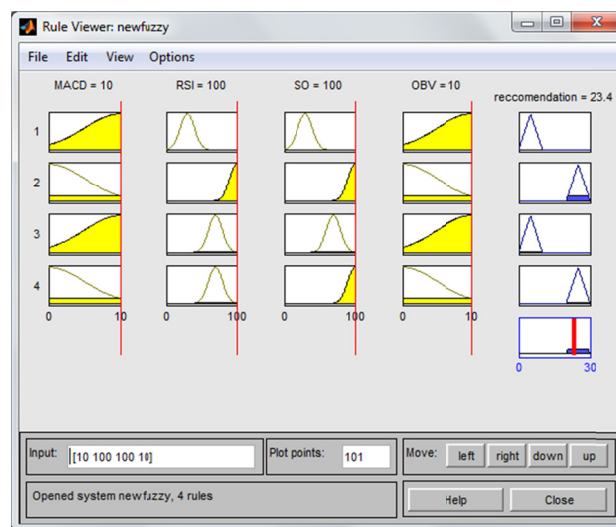 Rule Viewer: newfuzzy
File Edit View Options
MACD = 10 RSI = 100 SO = 100 OBV = 10
reccomendation = 23.4
1
2
3
4
0 10 0 100 0 100 0 10
0 30
Input: [10 100 100 10] Plot points: 101 Move: left right down up
Opened system newfuzzy, 4 rules Help Close